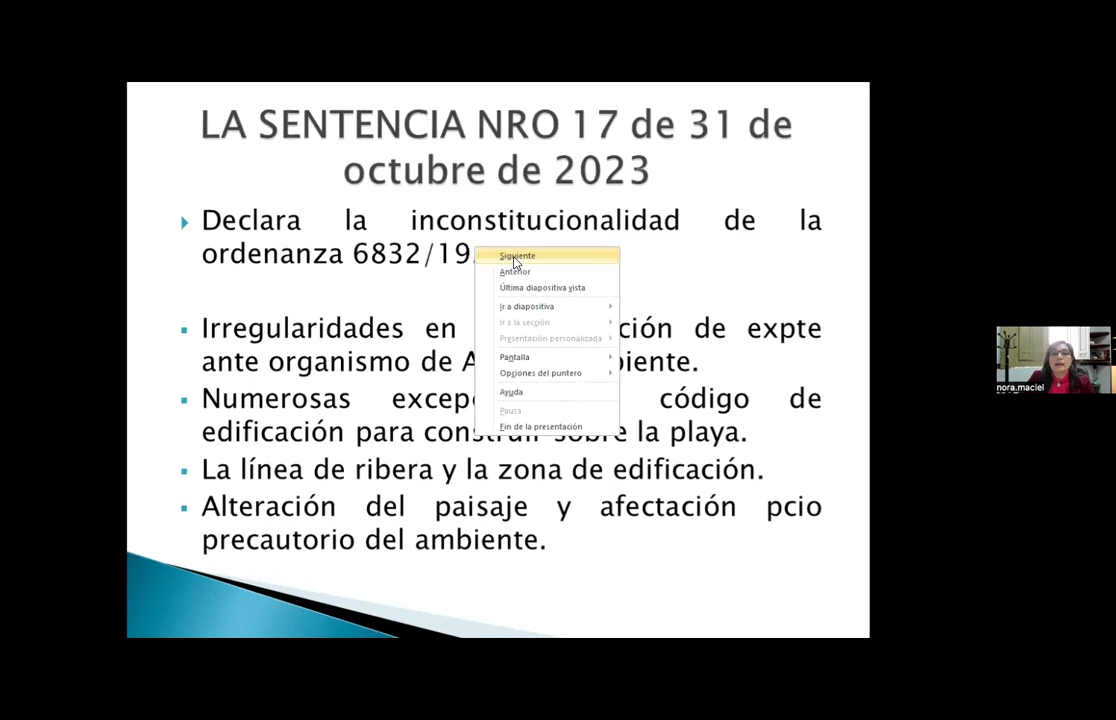 LA SENTENCIA NRO 17 de 31 de
octubre de 2023
Declara la inconstitucionalidad de la
ordenanza 6832/19
Irregularidades en ción de expte
ante organismo de A biente.
Numerosas excep código de
edificación para construir sobre la playa.
La línea de ribera y la zona de edificación.
Alteración del paisaje y afectación pcio
precautorio del ambiente.
Siguiente
Anterior
Última diapositiva vista
Ir a diapositiva
Ir a la sección
Presentación personalizada
Pantalla
Opciones del puntero
Ayuda
Pausa
Fin de la presentación
nora.maciel